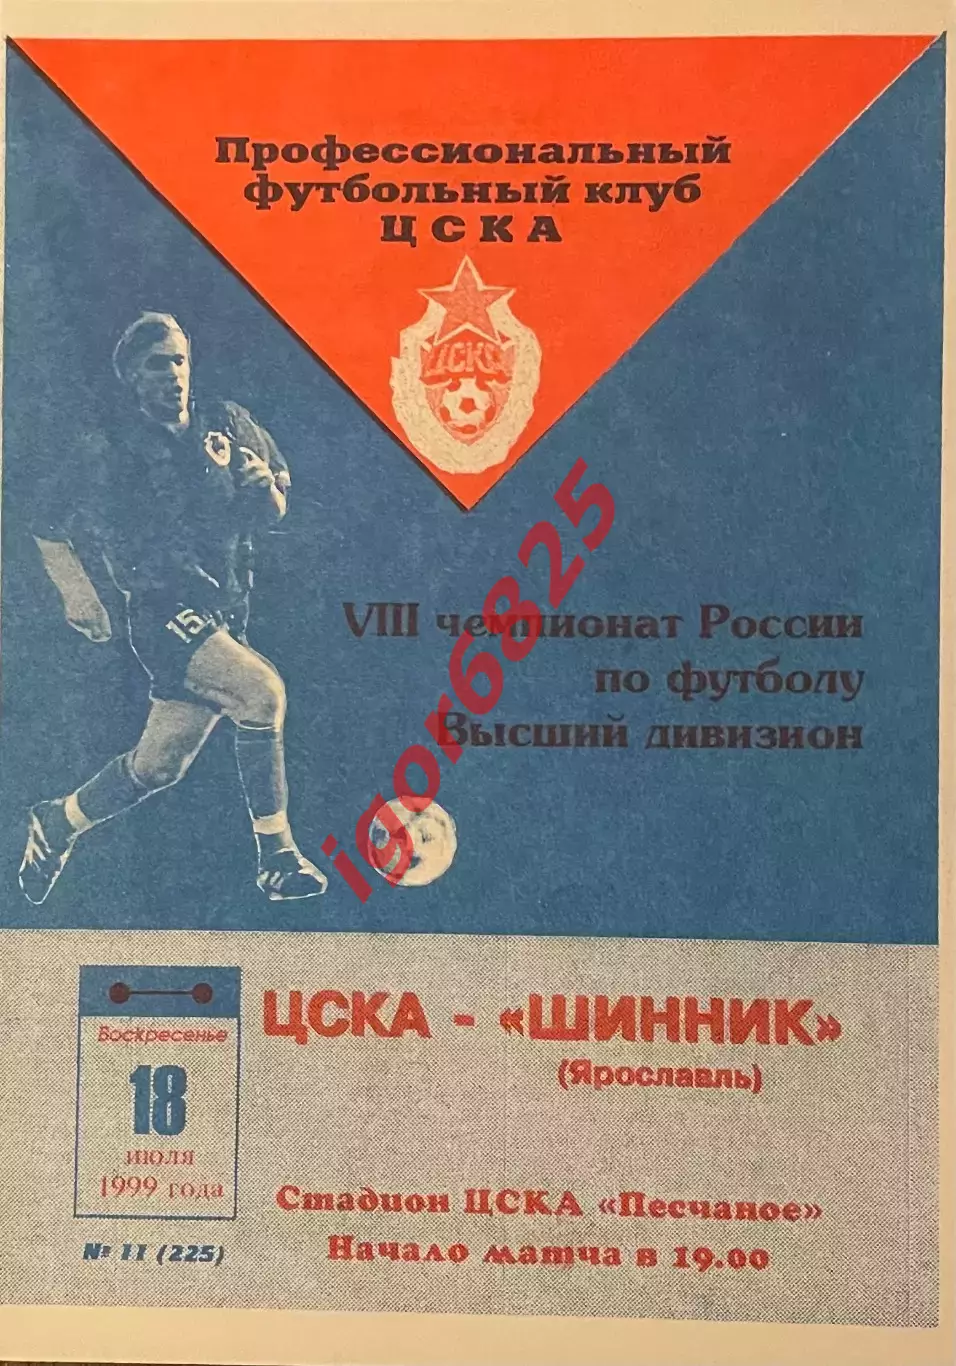 Профессиональный
футбольный клуб
ЦСКА
ЦСКА
15
VIII чемпионат России
по футболу
Высший дивизион
igor6825
Воскресенье
18
июля
1999 года
№ 11 (225)
ЦСКА - «ШИННИК»
(Ярославль)
Стадион ЦСКА «Песчаное»
Начало матча в 19.00